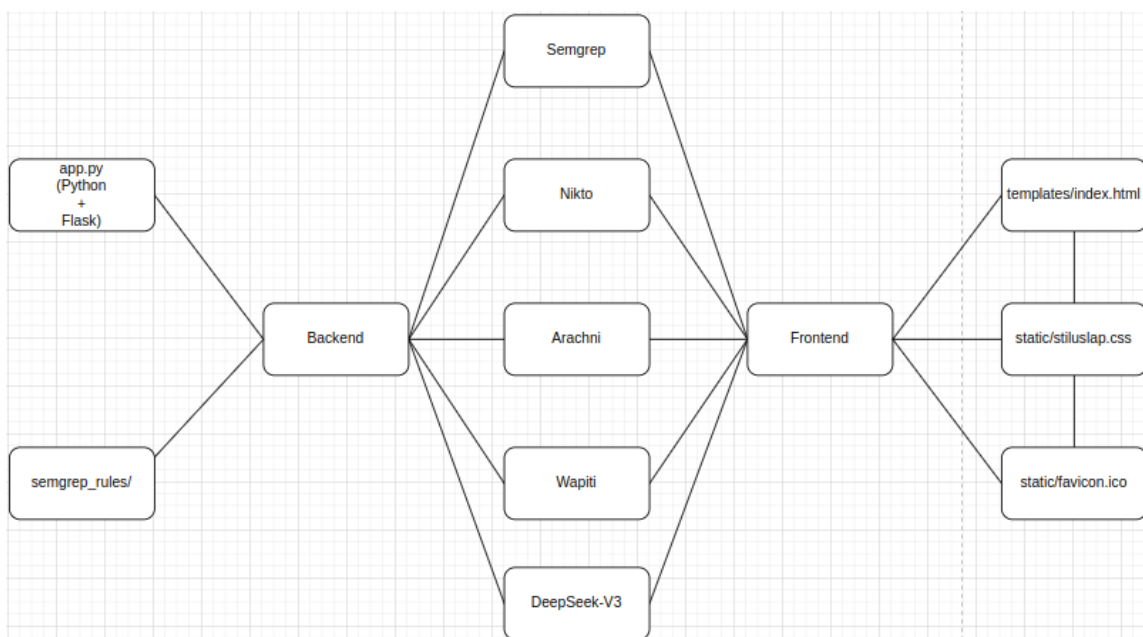 Semgrep
app.py
(Python
+
Flask)
Nikto
templates/index.html
Backend
Arachni
Frontend
static/stiluslap.css
semgrep_rules/
Wapiti
static/favicon.ico
DeepSeek-V3